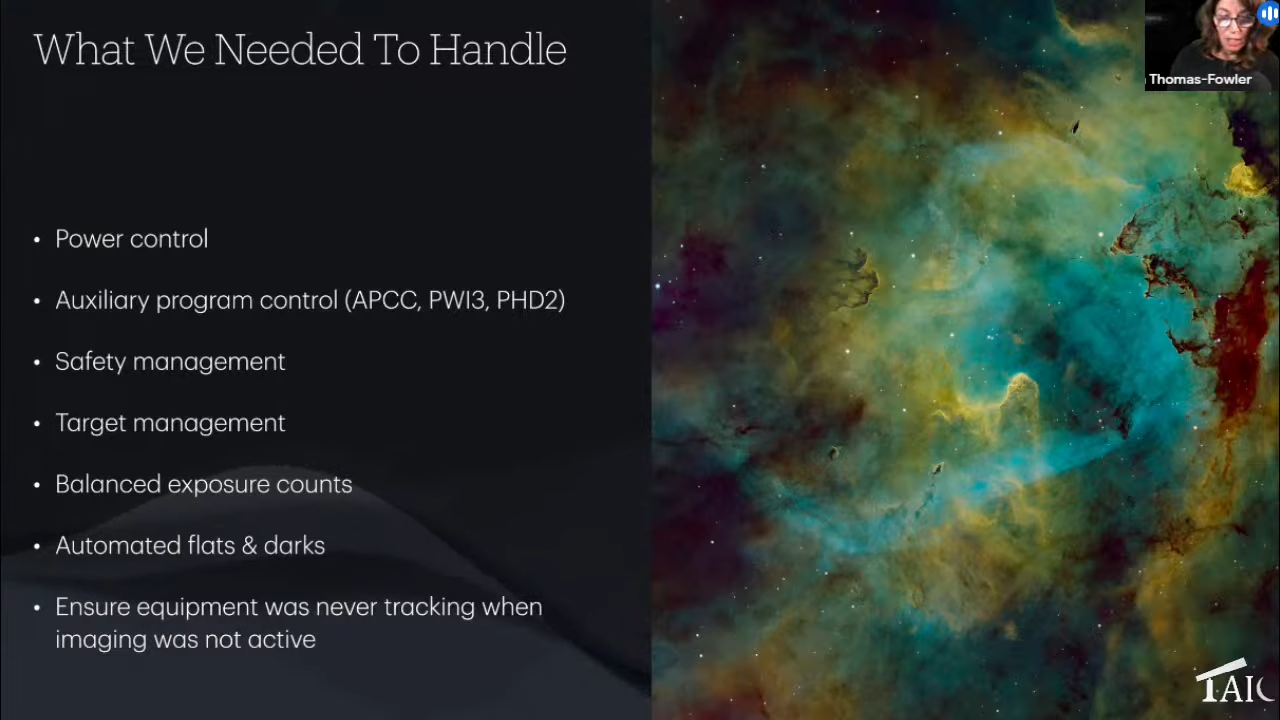 What We Needed To Handle
Thomas-Fowler
• Power control
• Auxiliary program control (APCC, PWI3, PHD2)
• Safety management
• Target management
• Balanced exposure counts
• Automated flats & darks
• Ensure equipment was never tracking when
imaging was not active
TAIC